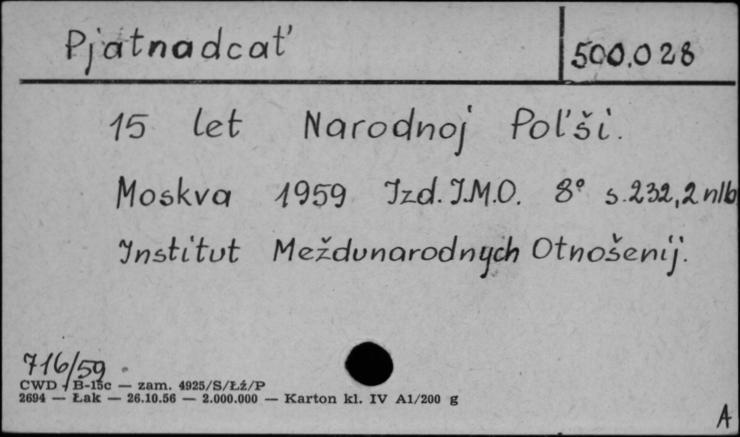 Pjatnadcat'
500.028
15 let Narodnoj Pol'ši.
Moskva 1959 Izd. I.M.O. 8° s.232,2 nlb
Institut Meždunarodnych Otnošenij.
716/59
CWD - B-15c — zam. 4925/S/Łź/P
2694 — Łak — 26.10.56 — 2.000.000 — Karton kl. IV A1/200 g
A